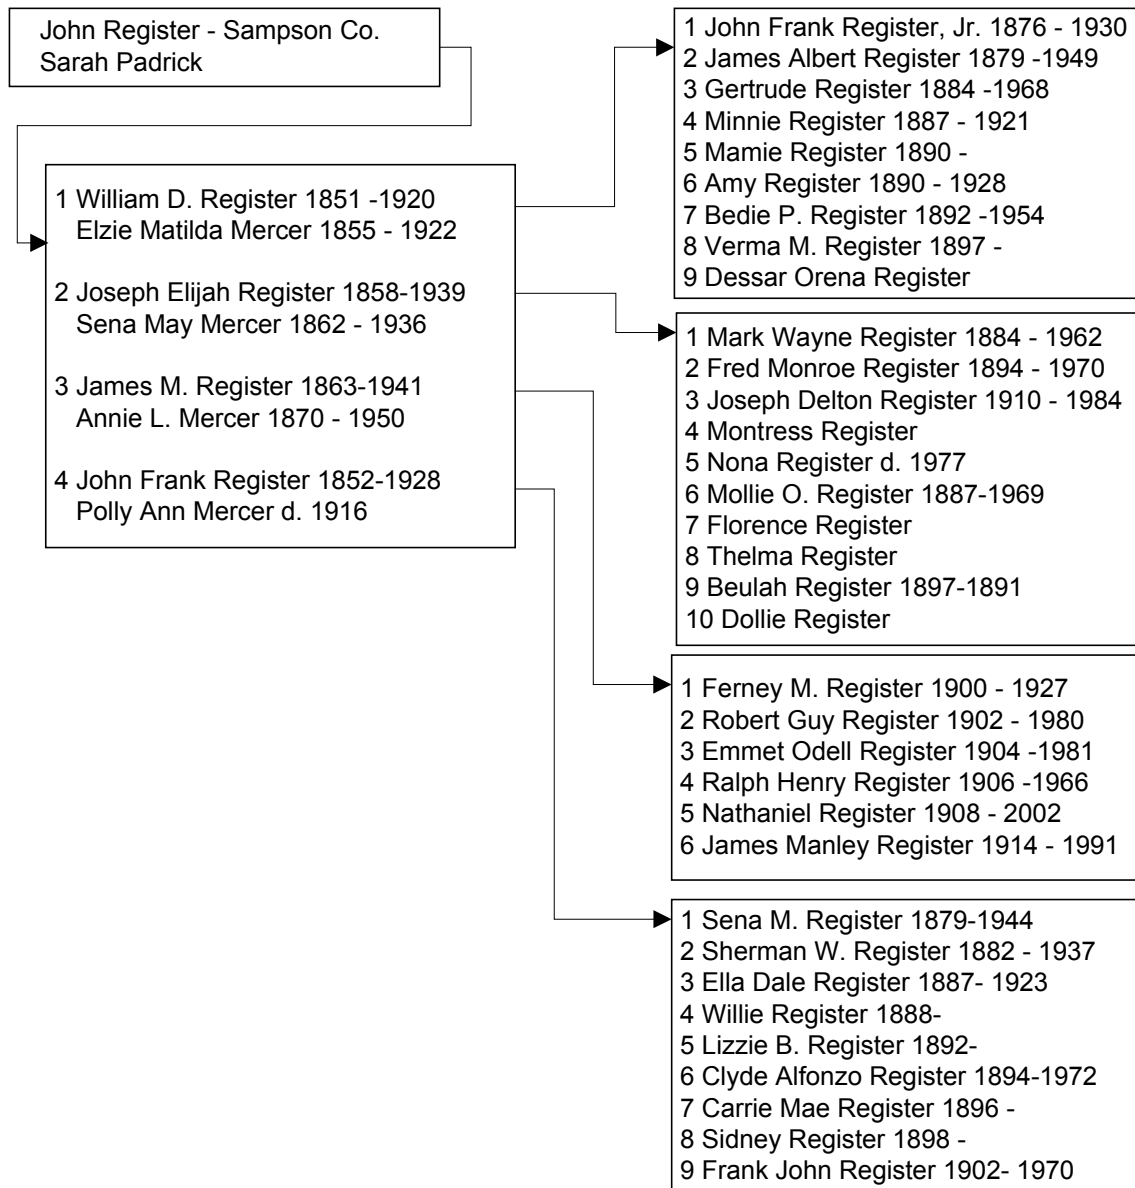 John Register - Sampson Co.
Sarah Padrick
1 William D. Register 1851 -1920
Elzie Matilda Mercer 1855 - 1922
2 Joseph Elijah Register 1858-1939
Sena May Mercer 1862 - 1936
3 James M. Register 1863-1941
Annie L. Mercer 1870 - 1950
4 John Frank Register 1852-1928
Polly Ann Mercer d. 1916
1 John Frank Register, Jr. 1876 - 1930
2 James Albert Register 1879 -1949
3 Gertrude Register 1884 -1968
4 Minnie Register 1887 - 1921
5 Mamie Register 1890 -
6 Amy Register 1890 - 1928
7 Bedie P. Register 1892 -1954
8 Verma M. Register 1897 -
9 Dessar Orena Register
1 Mark Wayne Register 1884 - 1962
2 Fred Monroe Register 1894 - 1970
3 Joseph Delton Register 1910 - 1984
4 Montress Register
5 Nona Register d. 1977
6 Mollie O. Register 1887-1969
7 Florence Register
8 Thelma Register
9 Beulah Register 1897-1891
10 Dollie Register
1 Ferney M. Register 1900 - 1927
2 Robert Guy Register 1902 - 1980
3 Emmet Odell Register 1904 -1981
4 Ralph Henry Register 1906 -1966
5 Nathaniel Register 1908 - 2002
6 James Manley Register 1914 - 1991
1 Sena M. Register 1879-1944
2 Sherman W. Register 1882 - 1937
3 Ella Dale Register 1887- 1923
4 Willie Register 1888-
5 Lizzie B. Register 1892-
6 Clyde Alfonzo Register 1894-1972
7 Carrie Mae Register 1896 -
8 Sidney Register 1898 -
9 Frank John Register 1902- 1970